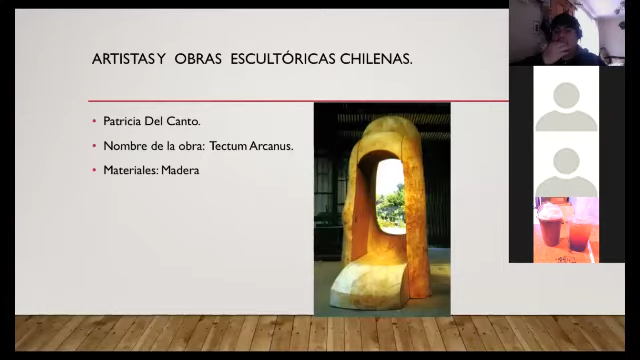 ARTISTAS Y OBRAS ESCULTÓRICAS CHILENAS.
Patricia Del Canto.
Nombre de la obra: Tectum Arcanus.
Materiales: Madera